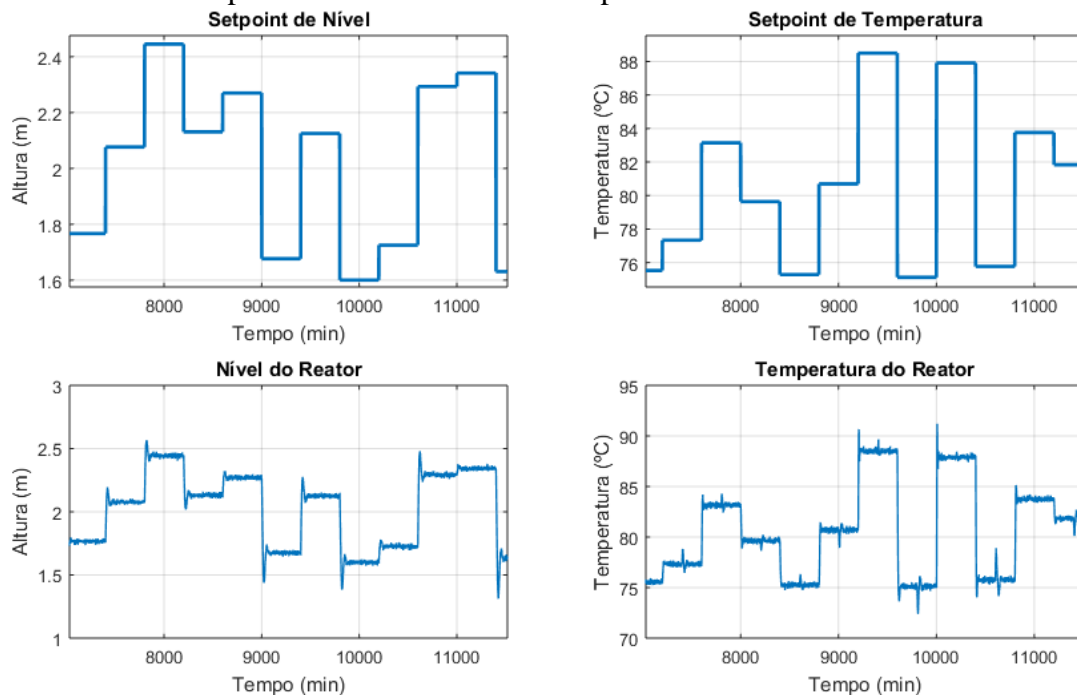 Setpoint de Nível
2.4
2.2
2
1.8
1.6
Altura (m)
8000 9000 10000 11000
Tempo (min)
Setpoint de Temperatura
88
86
84
82
80
78
76
Temperatura (ºC)
8000 9000 10000 11000
Tempo (min)
Nível do Reator
3
2.5
2
1.5
1
Altura (m)
8000 9000 10000 11000
Tempo (min)
Temperatura do Reator
95
90
85
80
75
70
Temperatura (ºC)
8000 9000 10000 11000
Tempo (min)